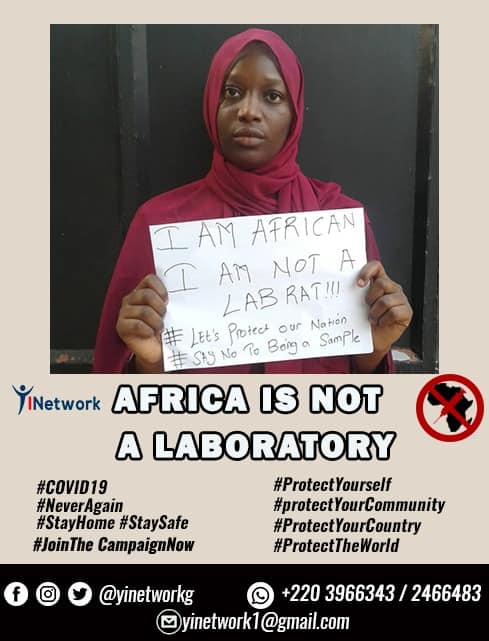 I AM AFRICAN
I AM NOT A
LAB RAT!!!
# LEt's Protect our Nation
# Say No To Being a Sample
YINetwork AFRICA IS NOT
A LABORATORY
#COVID19
#NeverAgain
#StayHome #StaySafe
#JoinThe CampaignNow
#ProtectYourself
#protectYourCommunity
#ProtectYourCountry
#ProtectTheWorld
@yinetworkg
+220 3966343 / 2466483
yinetwork1@gmail.com